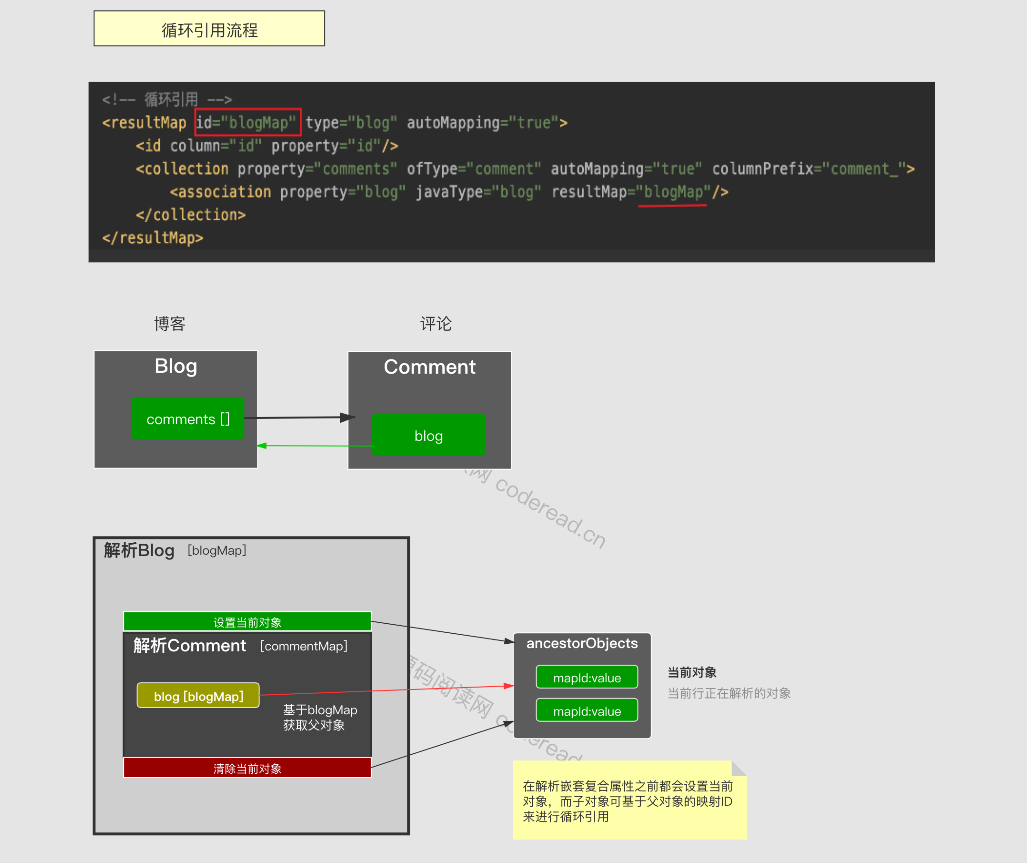 循环引用流程
<!-- 循环引用 -->
<resultMap id="blogMap" type="blog" autoMapping="true">
<id column="id" property="id"/>
<collection property="comments" ofType="comment" autoMapping="true" columnPrefix="comment_">
<association property="blog" javaType="blog" resultMap="blogMap"/>
</collection>
</resultMap>
博客
评论
Blog
Comment
comments []
blog
网 coderead.cn
解析Blog [blogMap]
设置当前对象
解析Comment [commentMap]
blog [blogMap]
基于blogMap
获取父对象
清除当前对象
ancestorObjects
mapId:value
mapId:value
当前对象
当前行正在解析的对象
源码阅读网 coderead
在解析嵌套复合属性之前都会设置当前
对象，而子对象可基于父对象的映射ID
来进行循环引用